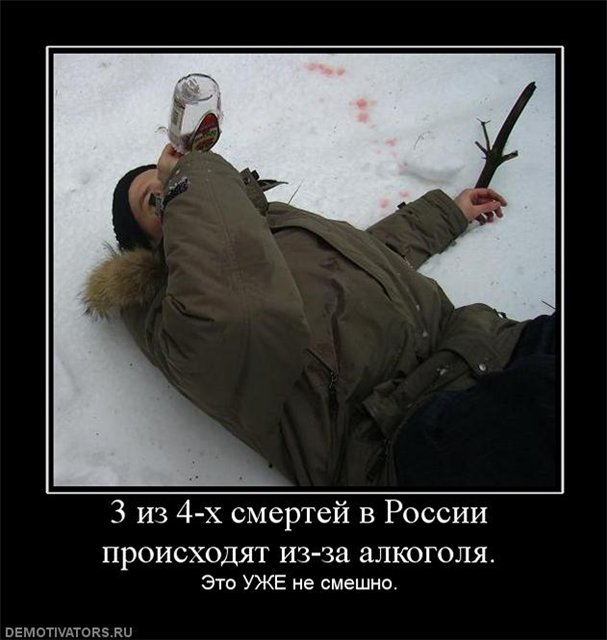 3 из 4-х смертей в России
происходят из-за алкоголя.
Это УЖЕ не смешно.
DEMOTIVATORS.RU